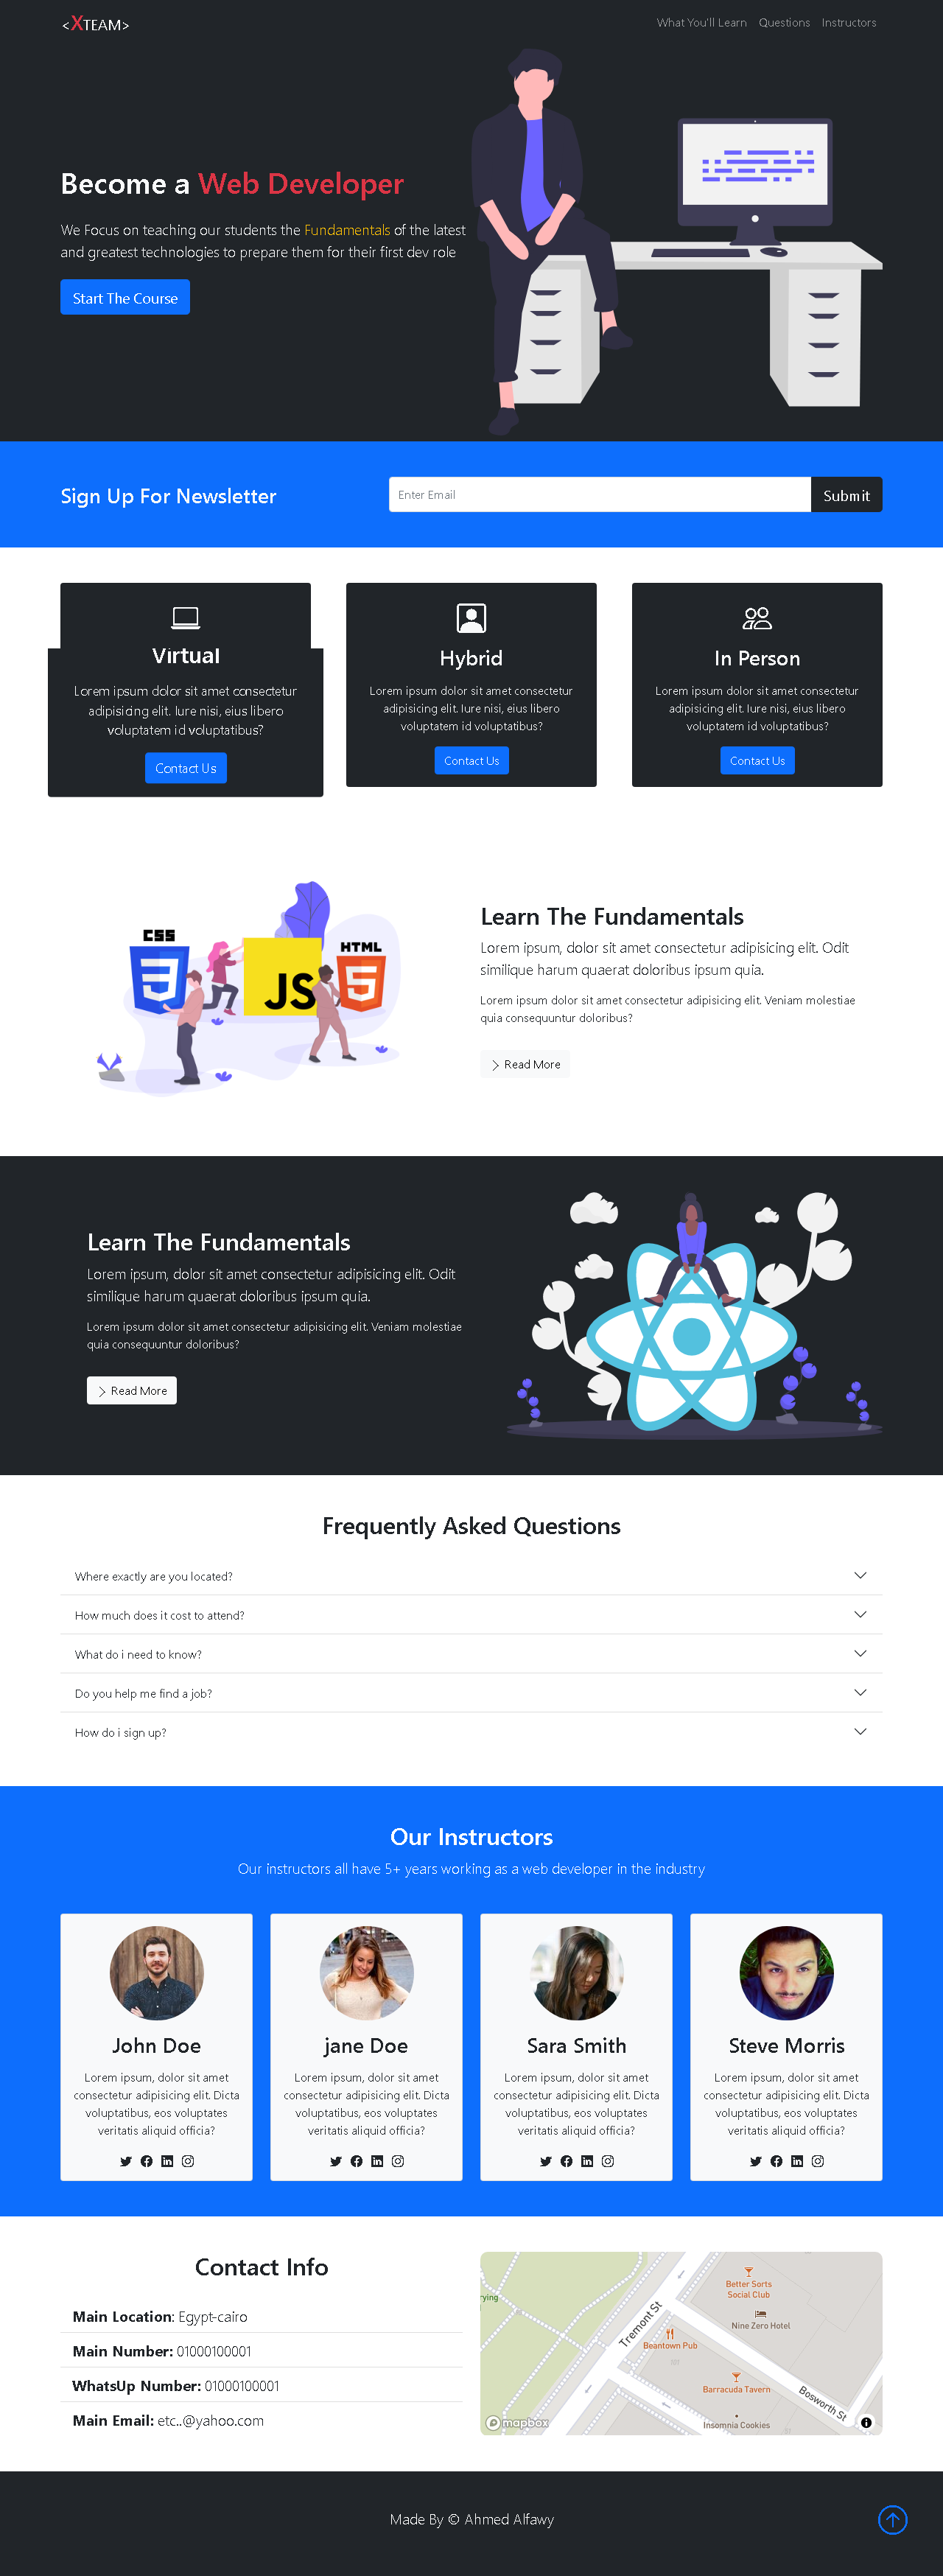 <XTEAM>
What You'll Learn Questions Instructors
Become a Web Developer
We Focus on teaching our students the Fundamentals of the latest
and greatest technologies to prepare them for their first dev role
Start The Course
Sign Up For Newsletter
Enter Email
Submit
Virtual
Lorem ipsum dolor sit amet consectetur
adipisicing elit. Iure nisi, eius libero
voluptatem id voluptatibus?
Contact Us
Hybrid
Lorem ipsum dolor sit amet consectetur
adipisicing elit. Iure nisi, eius libero
voluptatem id voluptatibus?
Contact Us
In Person
Lorem ipsum dolor sit amet consectetur
adipisicing elit. Iure nisi, eius libero
voluptatem id voluptatibus?
Contact Us
CSS
3
JS
HTML
5
Learn The Fundamentals
Lorem ipsum, dolor sit amet consectetur adipisicing elit. Odit
similique harum quaerat doloribus ipsum quia.
Lorem ipsum dolor sit amet consectetur adipisicing elit. Veniam molestiae
quia consequuntur doloribus?
Read More
Learn The Fundamentals
Lorem ipsum, dolor sit amet consectetur adipisicing elit. Odit
similique harum quaerat doloribus ipsum quia.
Lorem ipsum dolor sit amet consectetur adipisicing elit. Veniam molestiae
quia consequuntur doloribus?
Read More
Frequently Asked Questions
Where exactly are you located?
How much does it cost to attend?
What do i need to know?
Do you help me find a job?
How do i sign up?
Our Instructors
Our instructors all have 5+ years working as a web developer in the industry
John Doe
Lorem ipsum, dolor sit amet
consectetur adipisicing elit. Dicta
voluptatibus, eos voluptates
veritatis aliquid officia?
jane Doe
Lorem ipsum, dolor sit amet
consectetur adipisicing elit. Dicta
voluptatibus, eos voluptates
veritatis aliquid officia?
Sara Smith
Lorem ipsum, dolor sit amet
consectetur adipisicing elit. Dicta
voluptatibus, eos voluptates
veritatis aliquid officia?
Steve Morris
Lorem ipsum, dolor sit amet
consectetur adipisicing elit. Dicta
voluptatibus, eos voluptates
veritatis aliquid officia?
Contact Info
Main Location: Egypt-cairo
Main Number: 01000100001
WhatsUp Number: 01000100001
Main Email: etc..@yahoo.com
Better Sorts
Social Club
rying
Tremont St
Nine Zero Hotel
Beantown Pub
Barracuda Tavern
Bosworth St
mapbox
Insomnia Cookies
Made By © Ahmed Alfawy